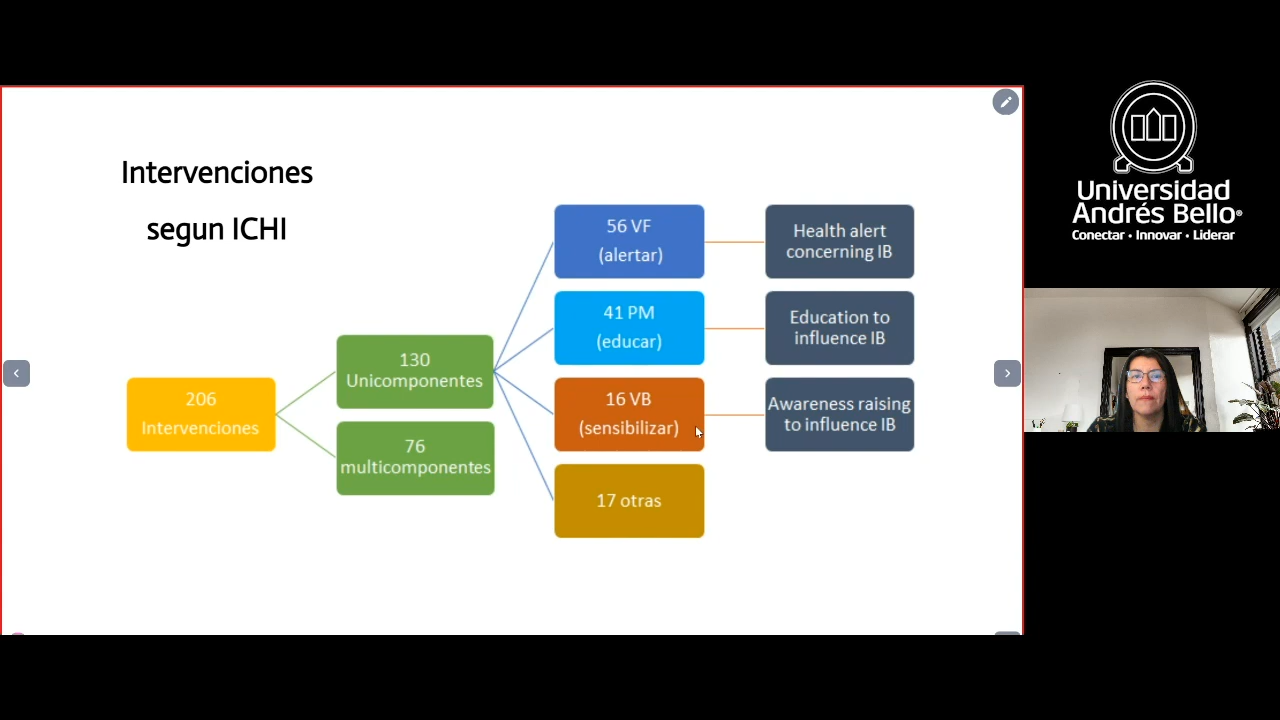 Intervenciones
segun ICHI
206
Intervenciones
130
Unicomponentes
76
multicomponentes
56 VF
(alertar)
41 PM
(educar)
16 VB
(sensibilizar)
17 otras
Health alert
concerning IB
Education to
influence IB
Awareness raising
to influence IB
Universidad
Andrés Bello®
Conectar • Innovar • Liderar